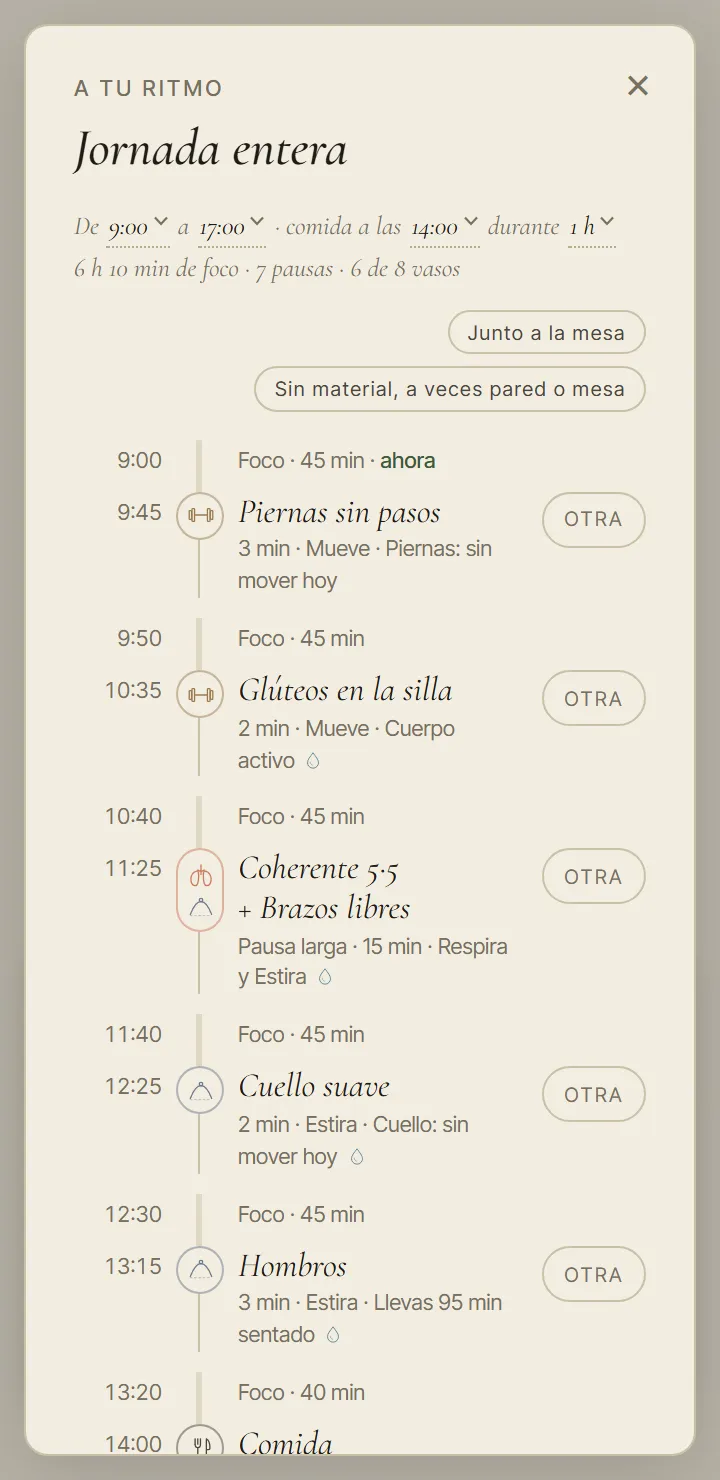 A TU RITMO
Jornada entera
De 9:00 a 17:00 · comida a las 14:00 durante 1 h
6 h 10 min de foco · 7 pausas · 6 de 8 vasos
Junto a la mesa
Sin material, a veces pared o mesa
9:00 Foco · 45 min · ahora
9:45 Piernas sin pasos OTRA
3 min · Mueve · Piernas: sin
mover hoy
9:50 Foco · 45 min
10:35 Glúteos en la silla OTRA
2 min · Mueve · Cuerpo
activo
10:40 Foco · 45 min
11:25 Coherente 5·5 OTRA
+ Brazos libres
Pausa larga · 15 min · Respira
y Estira
11:40 Foco · 45 min
12:25 Cuello suave OTRA
2 min · Estira · Cuello: sin
mover hoy
12:30 Foco · 45 min
13:15 Hombros OTRA
3 min · Estira · Llevas 95 min
sentado
13:20 Foco · 40 min
14:00 Comida